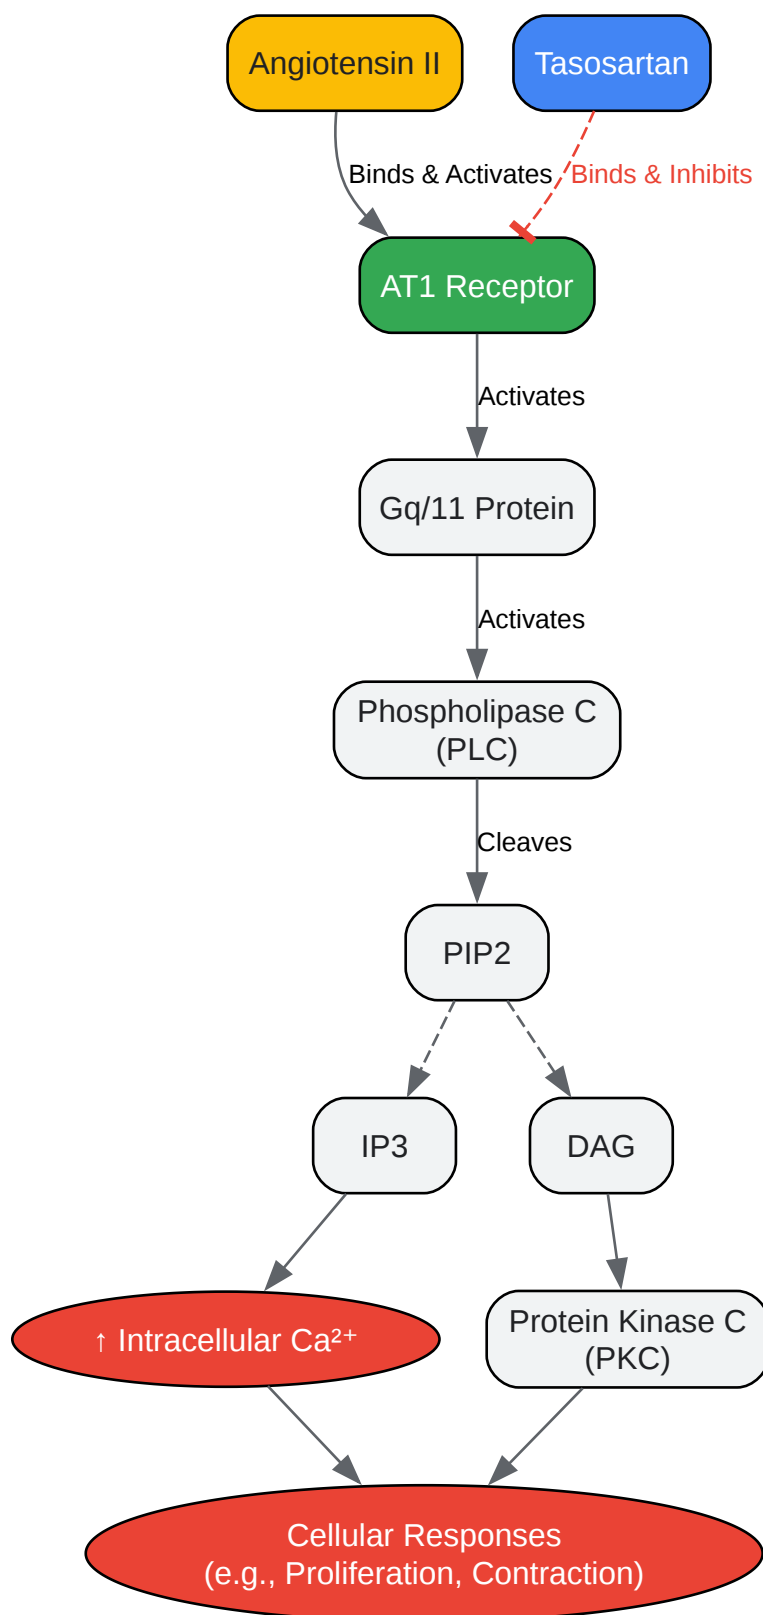 Angiotensin II
Tasosartan
Binds & Activates
Binds & Inhibits
AT1 Receptor
Activates
Gq/11 Protein
Activates
Phospholipase C
(PLC)
Cleaves
PIP2
IP3
DAG
↑ Intracellular Ca²⁺
Protein Kinase C
(PKC)
Cellular Responses
(e.g., Proliferation, Contraction)